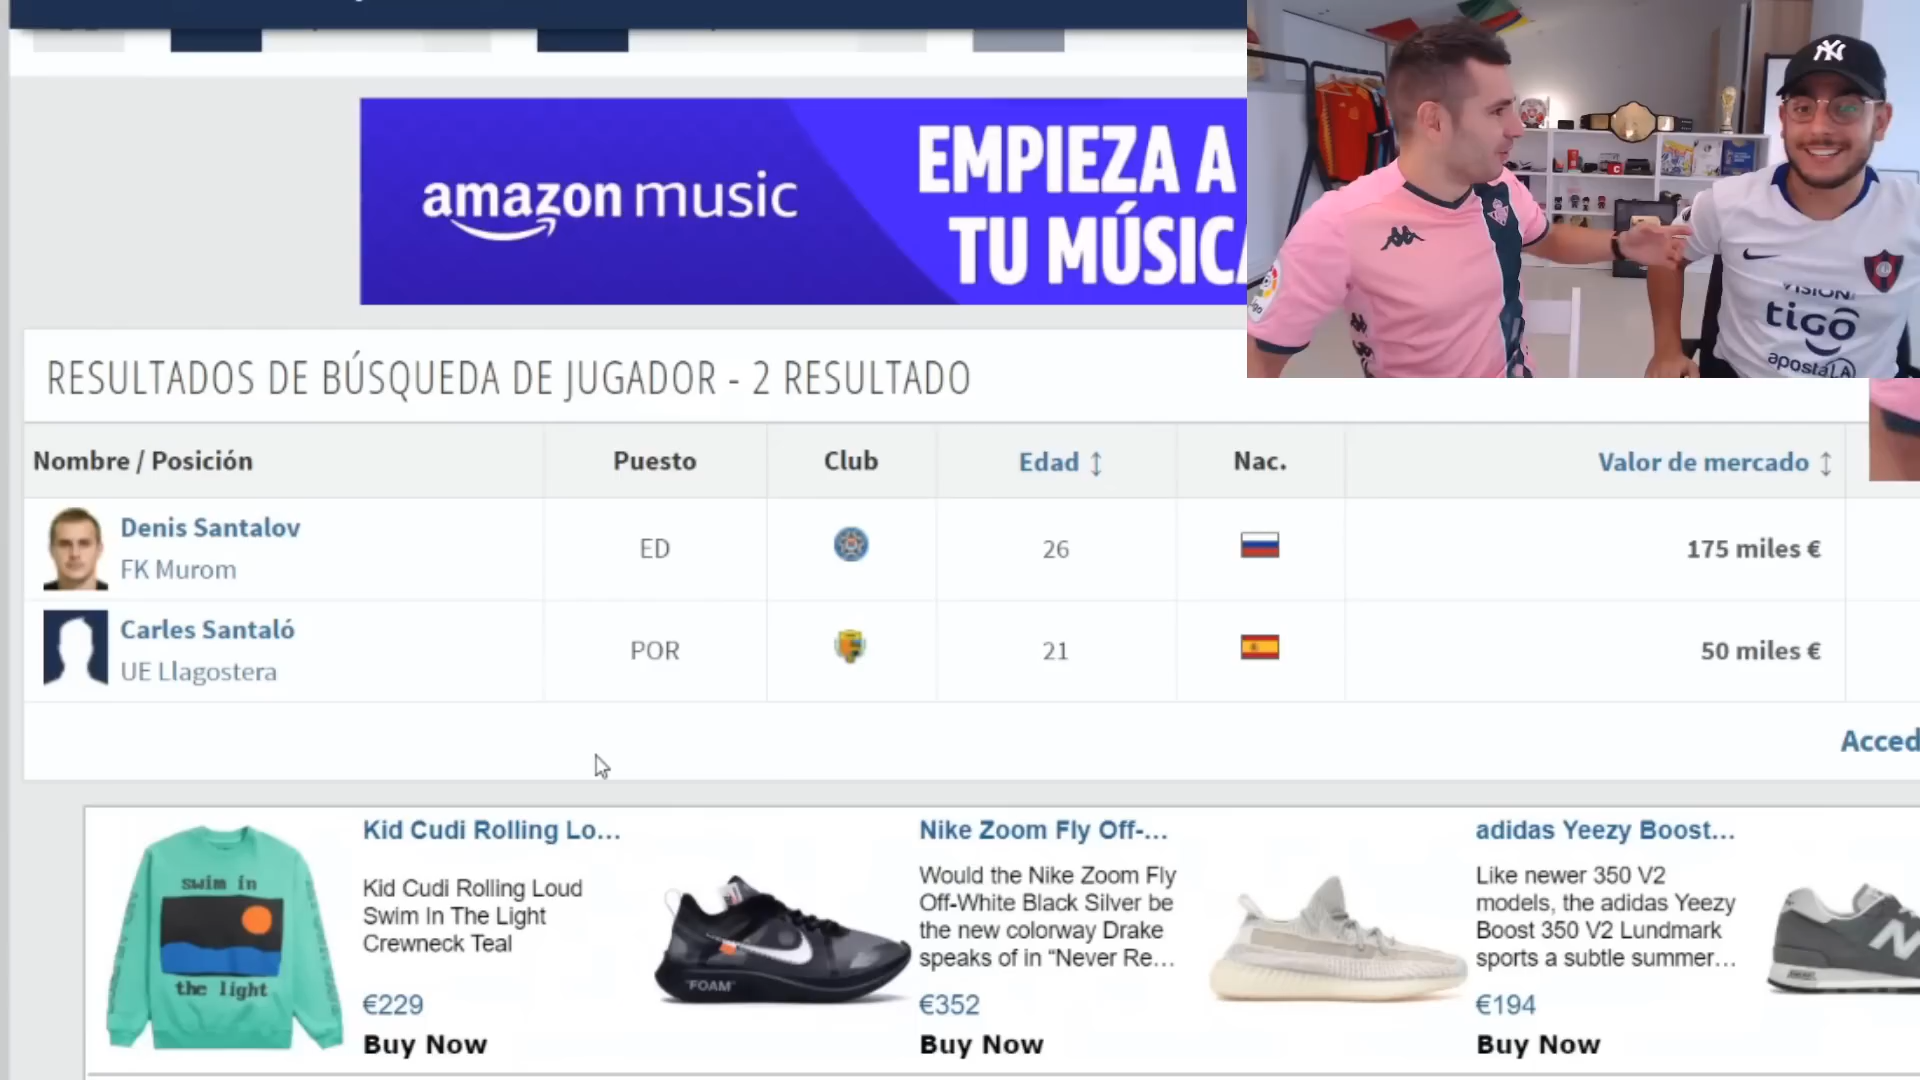 amazon music
EMPIEZA A
TU MÚSICA
NY
VISION
tigo
apostaLA
RESULTADOS DE BÚSQUEDA DE JUGADOR - 2 RESULTADO
Nombre / Posición Puesto Club Edad Nac. Valor de mercado
Denis Santalov
FK Murom
ED 26 175 miles €
Carles Santaló
UE Llagostera
POR 21 50 miles €
Acced
swim in
the light
Kid Cudi Rolling Lo...
Kid Cudi Rolling Loud
Swim In The Light
Crewneck Teal
€229
Buy Now
"FOAM"
Nike Zoom Fly Off-...
Would the Nike Zoom Fly
Off-White Black Silver be
the new colorway Drake
speaks of in “Never Re...
€352
Buy Now
adidas Yeezy Boost...
Like newer 350 V2
models, the adidas Yeezy
Boost 350 V2 Lundmark
sports a subtle summer...
€194
Buy Now
N